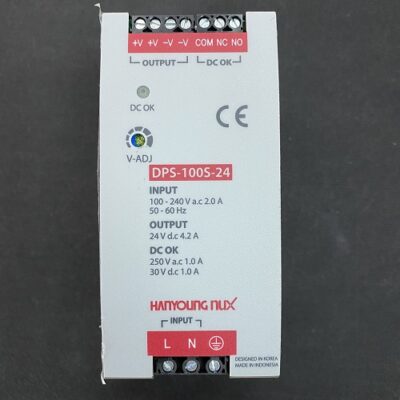 +V +V -V -V COM NC NO
OUTPUT DC OK
DC OK
CE
V-ADJ
DPS-100S-24
INPUT
100 - 240 V a.c 2.0 A
50 - 60 Hz
OUTPUT
24 V d.c 4.2 A
DC OK
250 V a.c 1.0 A
30 V d.c 1.0 A
HANYOUNG NUX
INPUT
L N
DESIGNED IN KOREA
MADE IN INDONESIA